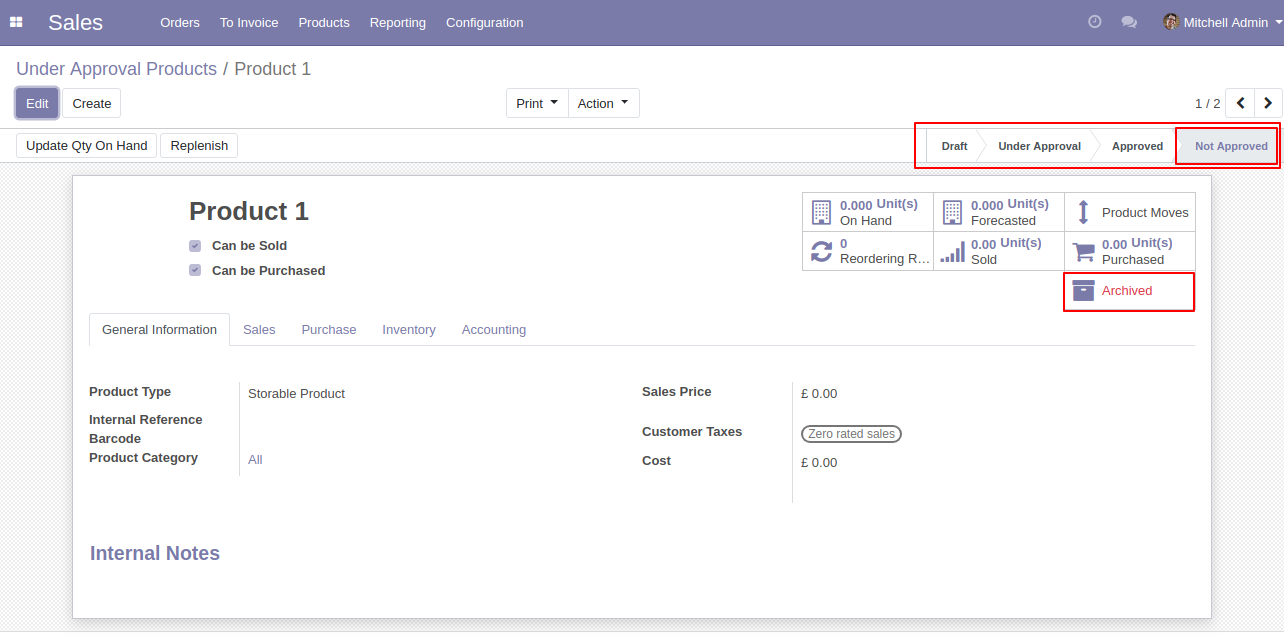 Sales Orders To Invoice Products Reporting Configuration Mitchell Admin
Under Approval Products / Product 1
Edit Create Print Action 1 / 2
Update Qty On Hand Replenish Draft Under Approval Approved Not Approved
Product 1
Can be Sold
Can be Purchased
0.000 Unit(s)
On Hand
0.000 Unit(s)
Forecasted
Product Moves
0
Reordering R...
0.00 Unit(s)
Sold
0.00 Unit(s)
Purchased
Archived
General Information Sales Purchase Inventory Accounting
Product Type Storable Product
Internal Reference
Barcode
Product Category All
Sales Price £ 0.00
Customer Taxes Zero rated sales
Cost £ 0.00
Internal Notes